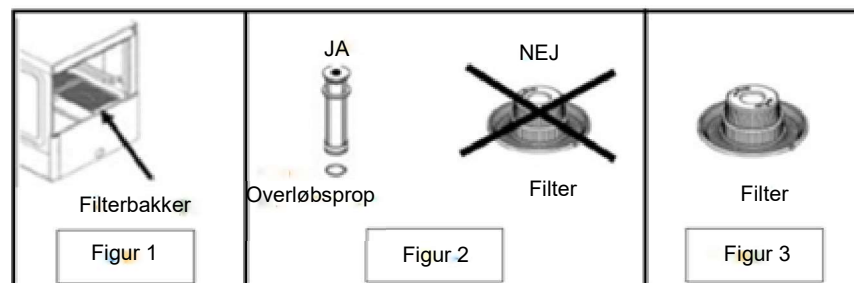 Filterbakker
Figur 1
JA
NEJ
Overløbsprop
Filter
Figur 2
Filter
Figur 3